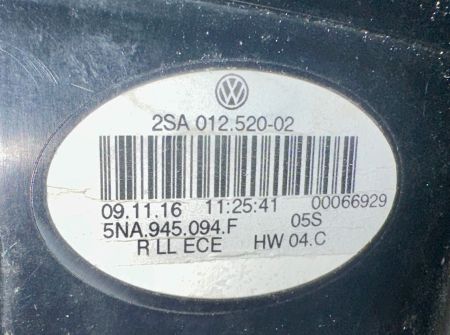 2SA 012.520-02
09.11.16 11:25:41 00066929
5NA.945.094.F 05S
R LL ECE HW 04.C